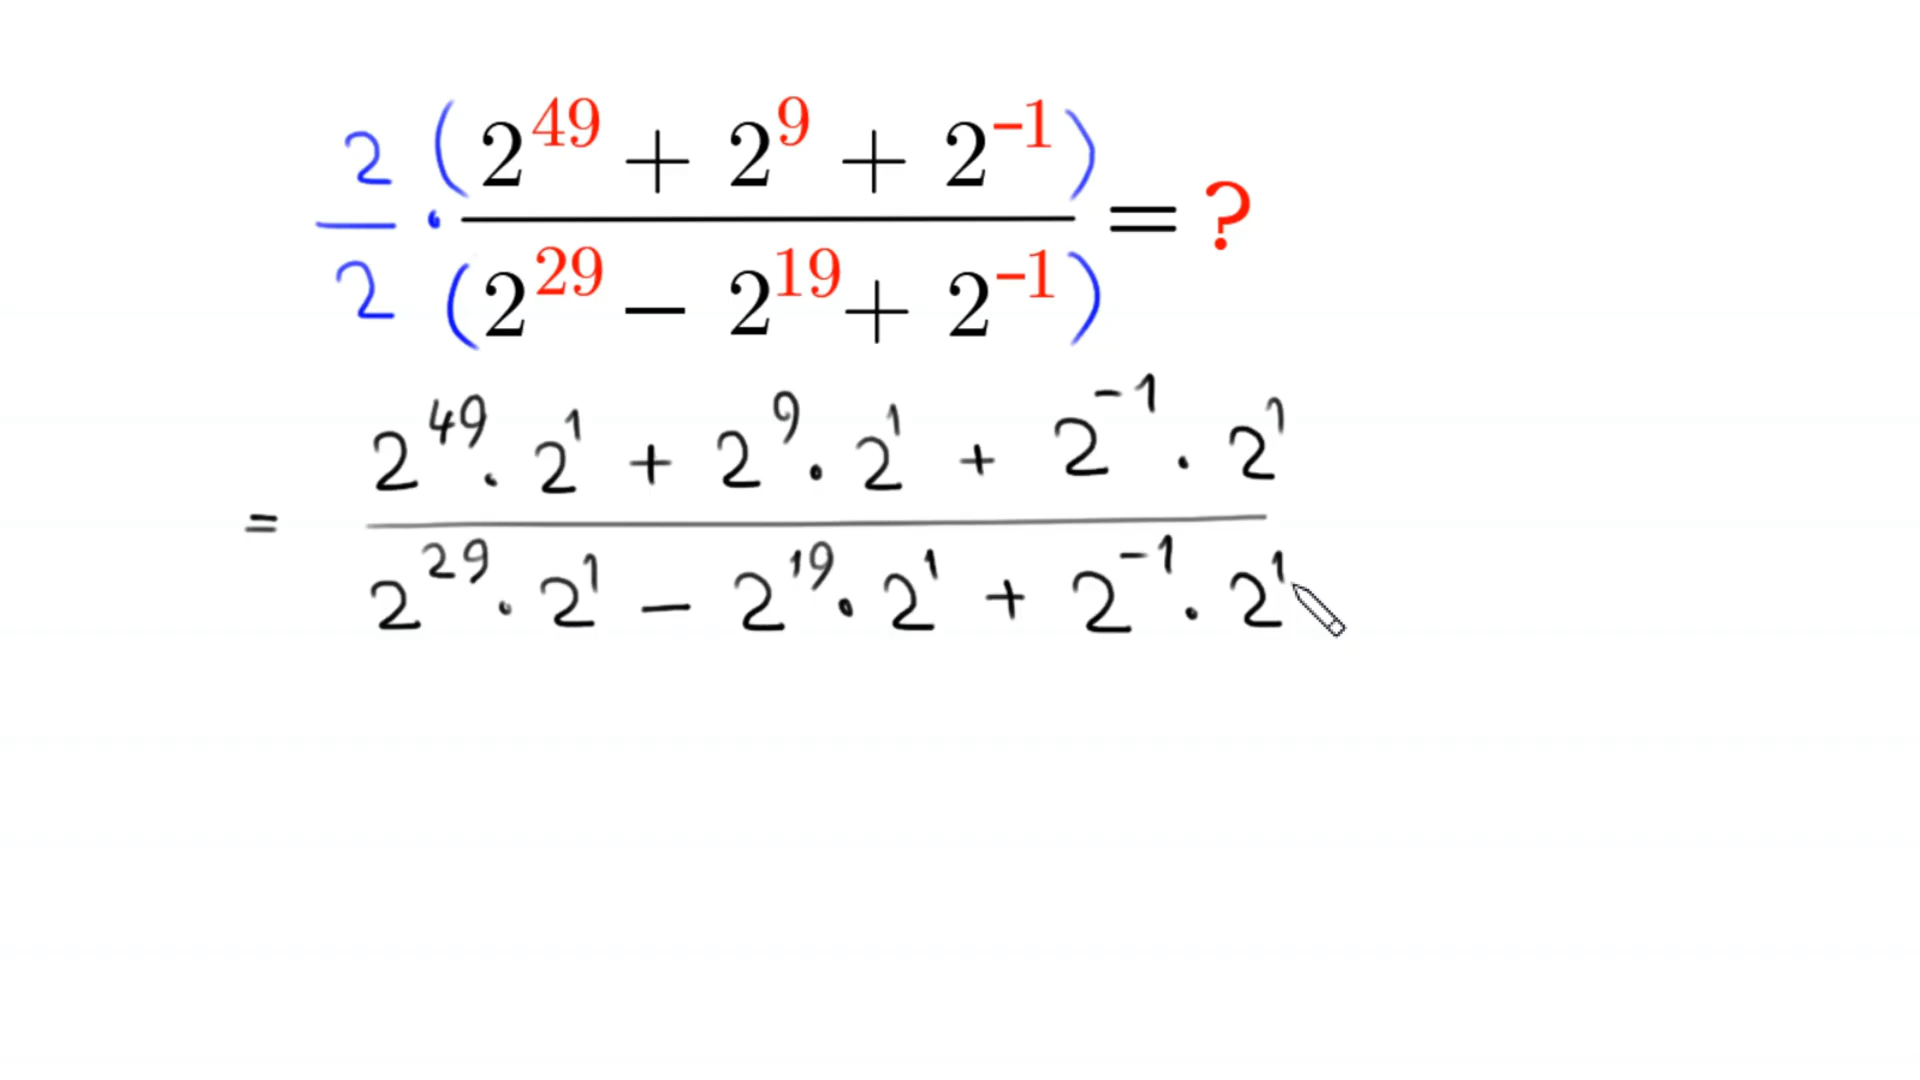 2/2 · (2^49 + 2^9 + 2^-1)/(2^29 − 2^19 + 2^-1) = ?
= (2^49 · 2^1 + 2^9 · 2^1 + 2^-1 · 2^1)/(2^29 · 2^1 − 2^19 · 2^1 + 2^-1 · 2^1)